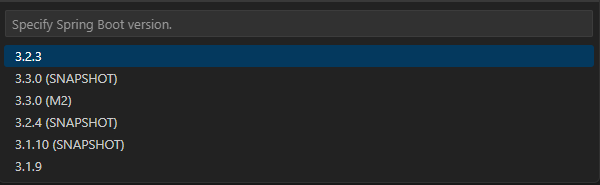 Specify Spring Boot version.
3.2.3
3.3.0 (SNAPSHOT)
3.3.0 (M2)
3.2.4 (SNAPSHOT)
3.1.10 (SNAPSHOT)
3.1.9